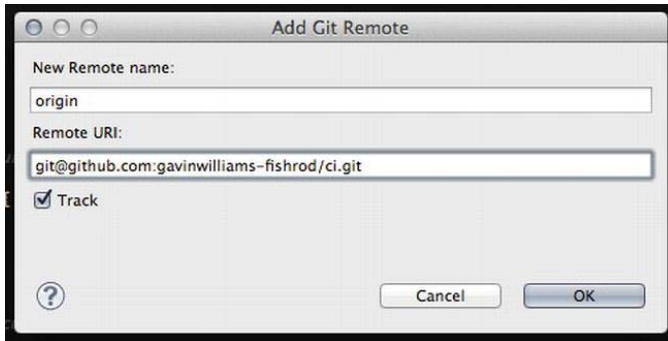 Add Git Remote
New Remote name:
origin
Remote URI:
git@github.com:gavinwilliams-fishrod/ci.git
Track
?
Cancel
OK